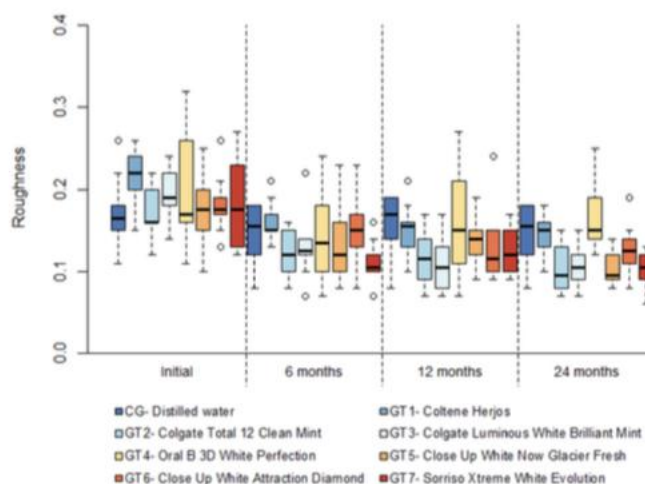 Roughness
0.4
0.3
0.2
0.1
0.0
Initial
6 months
12 months
24 months
CG- Distilled water
GT1- Coltene Herjos
GT2- Colgate Total 12 Clean Mint
GT3- Colgate Luminous White Brilliant Mint
GT4- Oral B 3D White Perfection
GT5- Close Up White Now Glacier Fresh
GT6- Close Up White Attraction Diamond
GT7- Sorriso Xtreme White Evolution